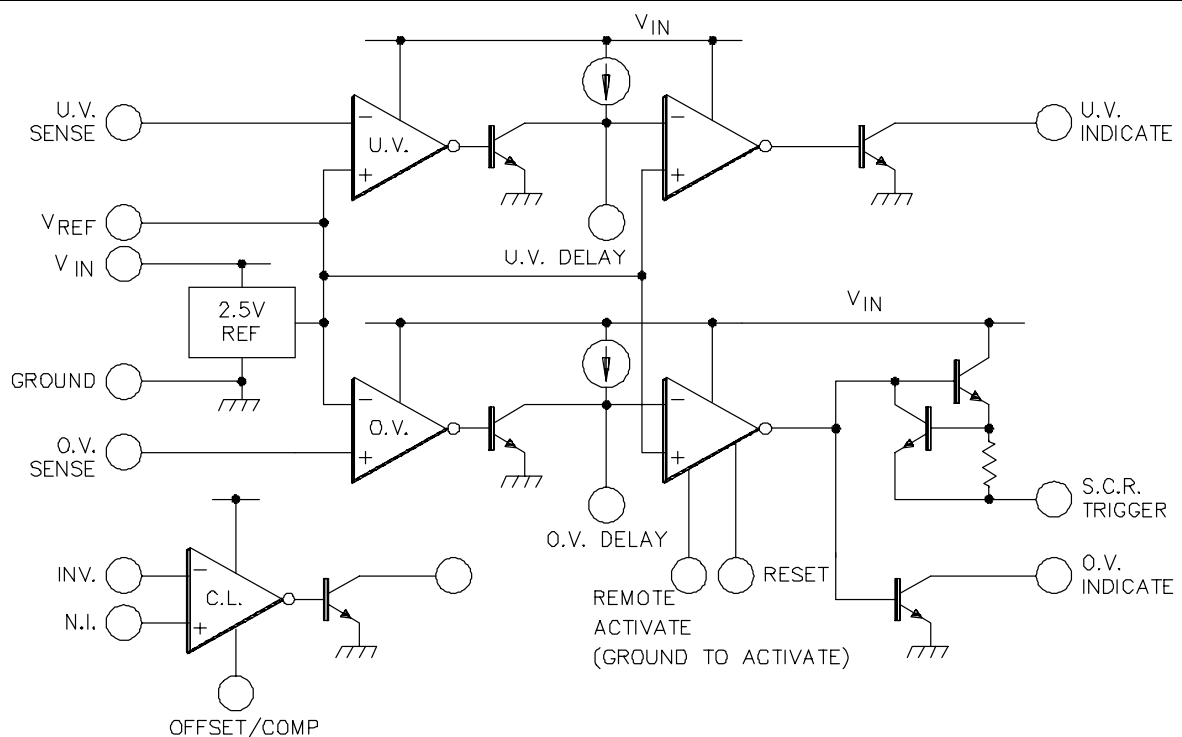 V IN
U.V.
SENSE
−
U.V.
+
−
+
U.V.
INDICATE
V REF
U.V. DELAY
V IN
2.5V
REF
V IN
GROUND
−
O.V.
+
−
+
O.V.
SENSE
S.C.R.
TRIGGER
O.V. DELAY
INV.
−
C.L.
N.I.
+
RESET
REMOTE
ACTIVATE
(GROUND TO ACTIVATE)
O.V.
INDICATE
OFFSET/COMP